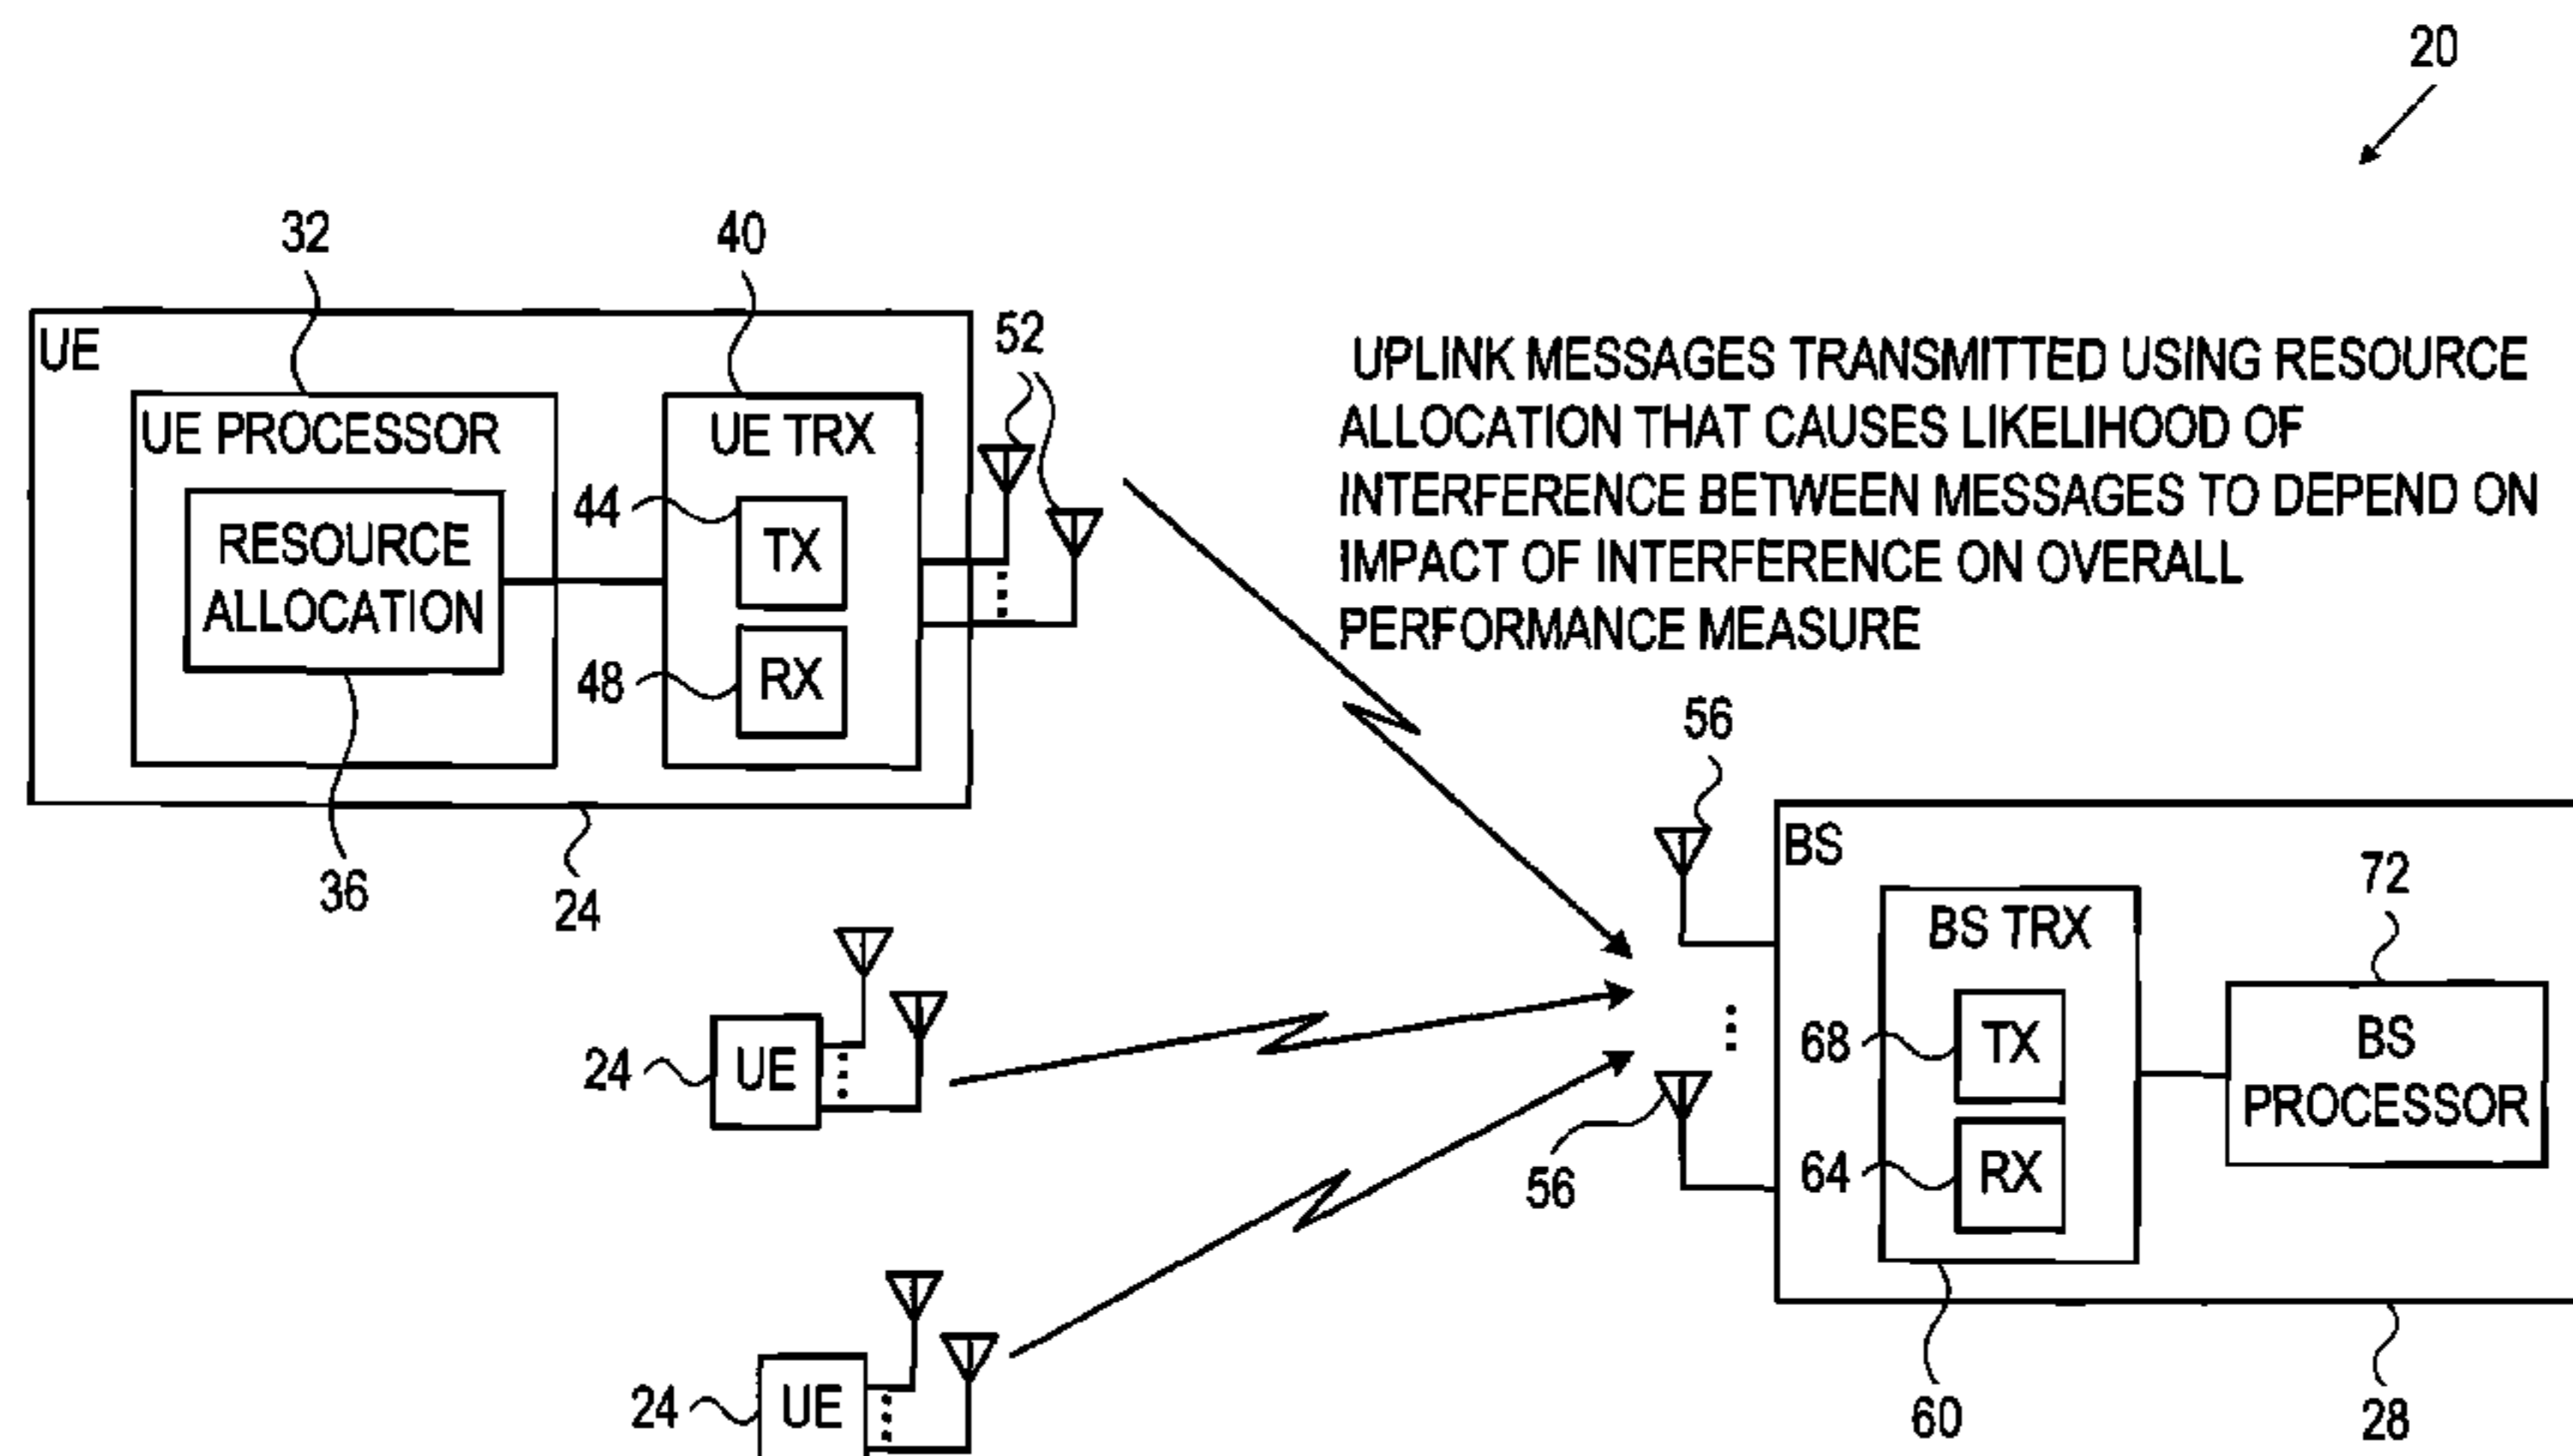 20
32
40
52
UE
UE PROCESSOR
UE TRX
RESOURCE
ALLOCATION
44
TX
48
RX
36
24
UPLINK MESSAGES TRANSMITTED USING RESOURCE
ALLOCATION THAT CAUSES LIKELIHOOD OF
INTERFERENCE BETWEEN MESSAGES TO DEPEND ON
IMPACT OF INTERFERENCE ON OVERALL
PERFORMANCE MEASURE
56
BS
72
BS TRX
68
TX
BS
PROCESSOR
64
RX
56
60
28
24
UE
24
UE